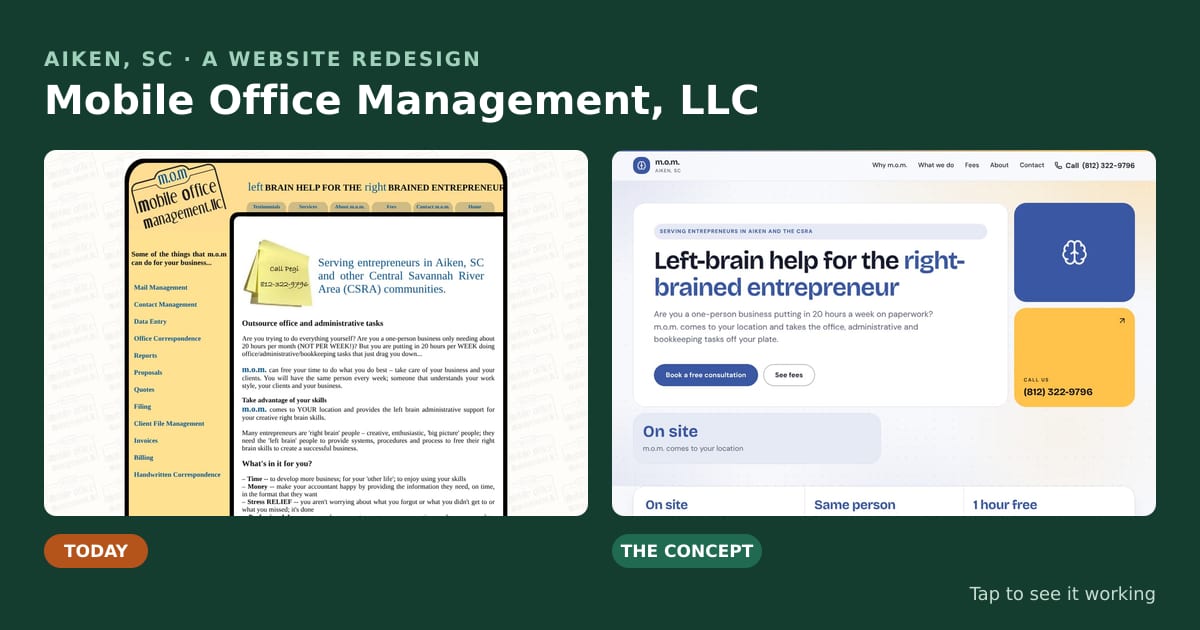 AIKEN, SC · A WEBSITE REDESIGN
Mobile Office Management, LLC
m.o.m
mobile office
management,llc
left BRAIN HELP FOR THE right BRAINED ENTREPRENEUR
Testimonials
Services
About m.o.m.
Fees
Contact m.o.m.
Home
Some of the things that m.o.m
can do for your business...
Mail Management
Contact Management
Data Entry
Office Correspondence
Reports
Proposals
Quotes
Filing
Client File Management
Invoices
Billing
Handwritten Correspondence
Call Pegi
812-322-9796
Serving entrepreneurs in Aiken, SC
and other Central Savannah River
Area (CSRA) communities.
Outsource office and administrative tasks
Are you trying to do everything yourself? Are you a one-person business only needing about
20 hours per month (NOT PER WEEK!)? But you are putting in 20 hours per WEEK doing
office/administrative/bookkeeping tasks that just drag you down...
m.o.m. can free your time to do what you do best – take care of your business and your
clients. You will have the same person every week; someone that understands your work
style, your clients and your business.
Take advantage of your skills
m.o.m. comes to YOUR location and provides the left brain administrative support for
your creative right brain skills.
Many entrepreneurs are 'right brain' people – creative, enthusiastic, 'big picture' people; they
need the 'left brain' people to provide systems, procedures and process to free their right
brain skills to create a successful business.
What's in it for you?
– Time -- to develop more business; for your 'other life'; to enjoy using your skills
– Money -- make your accountant happy by providing the information they need, on time,
in the format that they want
– Stress RELIEF -- you aren't worrying about what you forgot or what you didn't get to or
what you missed; it's done
m.o.m.
AIKEN, SC
Why m.o.m.
What we do
Fees
About
Contact
Call (812) 322-9796
SERVING ENTREPRENEURS IN AIKEN AND THE CSRA
Left-brain help for the right-
brained entrepreneur
Are you a one-person business putting in 20 hours a week on paperwork?
m.o.m. comes to your location and takes the office, administrative and
bookkeeping tasks off your plate.
Book a free consultation
See fees
CALL US
(812) 322-9796
On site
m.o.m. comes to your location
On site
Same person
1 hour free
TODAY
THE CONCEPT
Tap to see it working